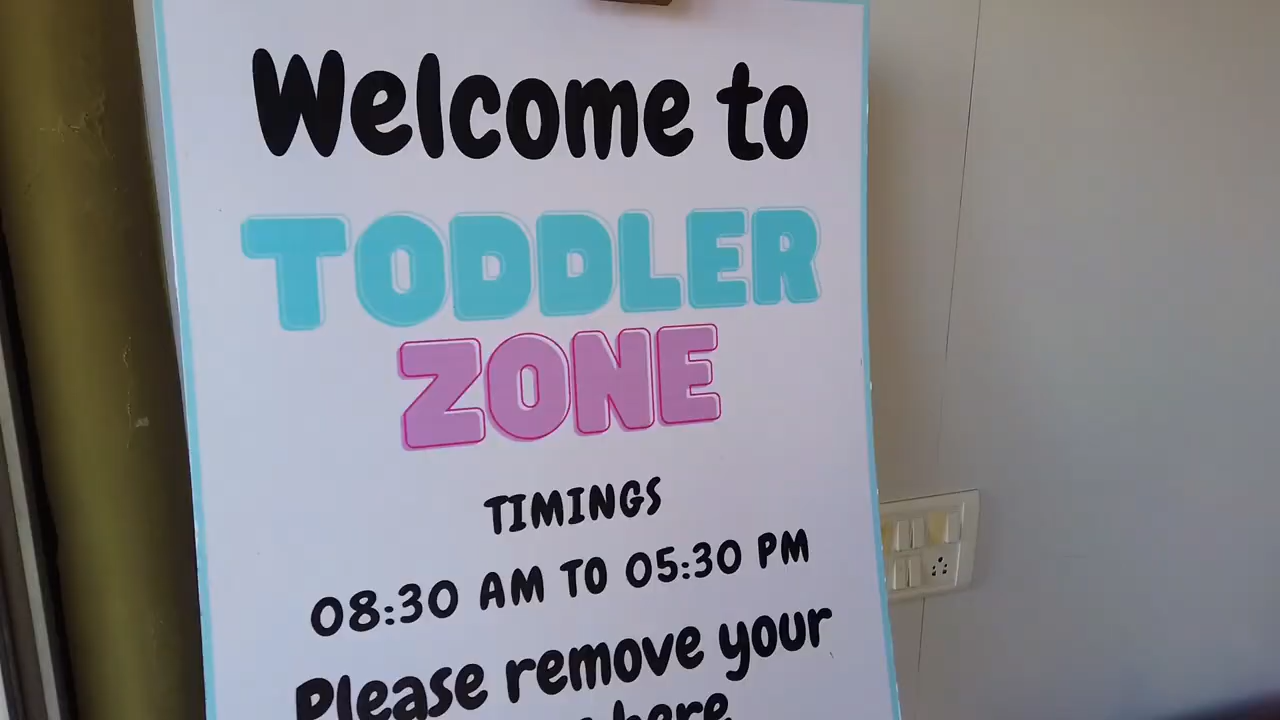 Welcome to
TODDLER
ZONE
TIMINGS
08:30 AM TO 05:30 PM
Please remove your
here